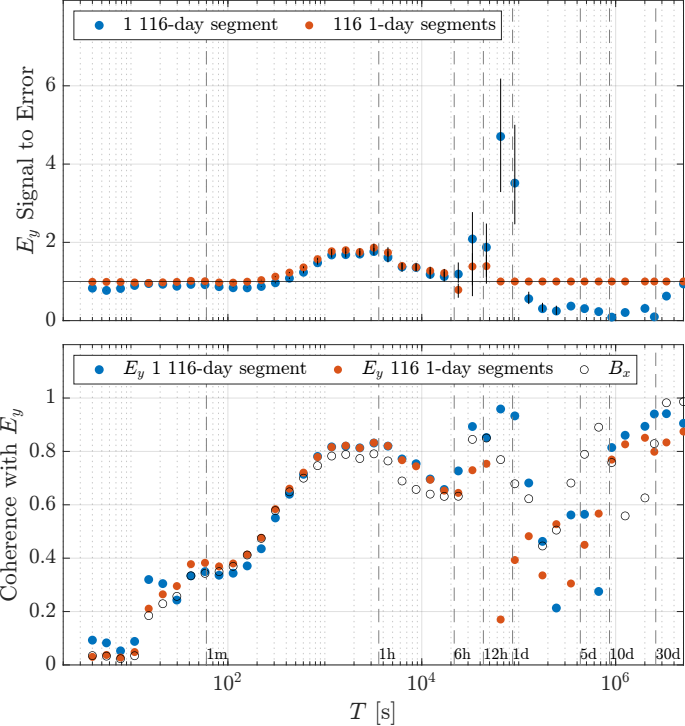 1 116-day segment 116 1-day segments
6
4
2
0
E_y Signal to Error
E_y 1 116-day segment E_y 116 1-day segments B_x
1
0.8
0.6
0.4
0.2
0
Coherence with E_y
1m 1h 6h 12h 1d 5d 10d 30d
10^2 10^4 10^6
T [s]